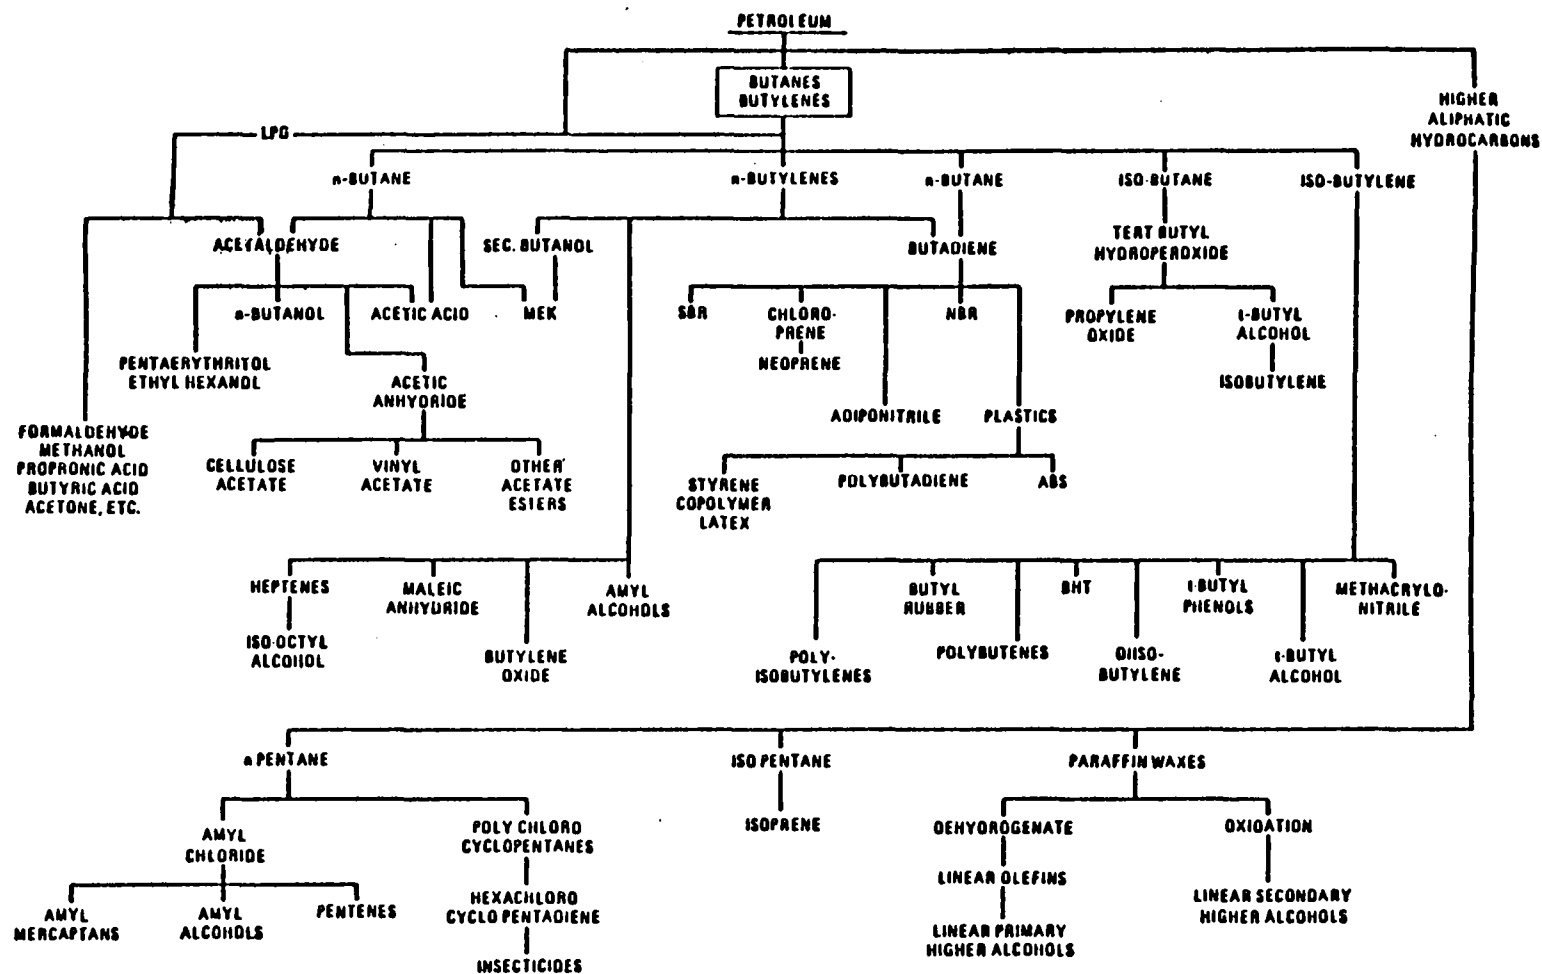 PETROLEUM
BUTANES
BUTYLENES
HIGHER
ALIPHATIC
HYDROCARBONS
LPG
n-BUTANE
n-BUTYLENES
n-BUTANE
ISO-BUTANE
ISO-BUTYLENE
ACETALDEHYDE
SEC. BUTANOL
BUTADIENE
TERT BUTYL
HYDROPEROXIDE
n-BUTANOL
ACETIC ACID
MEK
SBR
CHLORO-
PRENE
NEOPRENE
NBR
PROPYLENE
OXIDE
t-BUTYL
ALCOHOL
ISOBUTYLENE
PENTAERYTHRITOL
ETHYL HEXANOL
ACETIC
ANHYDRIDE
ADIPONITRILE
PLASTICS
FORMALDEHYDE
METHANOL
PROPRONIC ACID
BUTYRIC ACID
ACETONE, ETC.
CELLULOSE
ACETATE
VINYL
ACETATE
OTHER
ACETATE
ESTERS
STYRENE
COPOLYMER
LATEX
POLYBUTADIENE
ABS
HEPTENES
ISO-OCTYL
ALCOHOL
MALEIC
ANHYDRIDE
BUTYLENE
OXIDE
AMYL
ALCOHOLS
POLY-
ISOBUTYLENES
BUTYL
RUBBER
POLYBUTENES
BHT
DIISO-
BUTYLENE
t-BUTYL
PHENOLS
t-BUTYL
ALCOHOL
METHACRYLO-
NITRILE
n PENTANE
ISO PENTANE
PARAFFIN WAXES
AMYL
CHLORIDE
POLY CHLORO
CYCLOPENTANES
ISOPRENE
DEHYDROGENATE
OXIDATION
AMYL
MERCAPTANS
AMYL
ALCOHOLS
PENTENES
HEXACHLORO
CYCLO PENTADIENE
INSECTICIDES
LINEAR OLEFINS
LINEAR PRIMARY
HIGHER ALCOHOLS
LINEAR SECONDARY
HIGHER ALCOHOLS